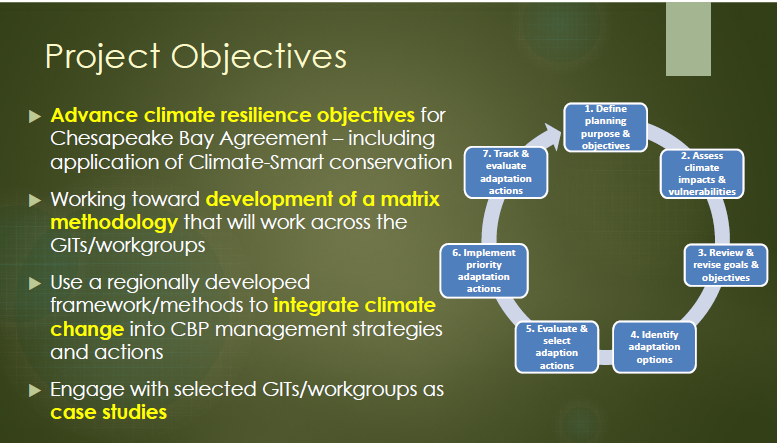 Project Objectives
Advance climate resilience objectives for
Chesapeake Bay Agreement – including
application of Climate-Smart conservation
Working toward development of a matrix
methodology that will work across the
GITs/workgroups
Use a regionally developed
framework/methods to integrate climate
change into CBP management strategies
and actions
Engage with selected GITs/workgroups as
case studies
1. Define
planning
purpose &
objectives
2. Assess
climate
impacts &
vulnerabilities
3. Review &
revise goals &
objectives
4. Identify
adaptation
options
5. Evaluate &
select
adaption
actions
6. Implement
priority
adaptation
actions
7. Track &
evaluate
adaptation
actions